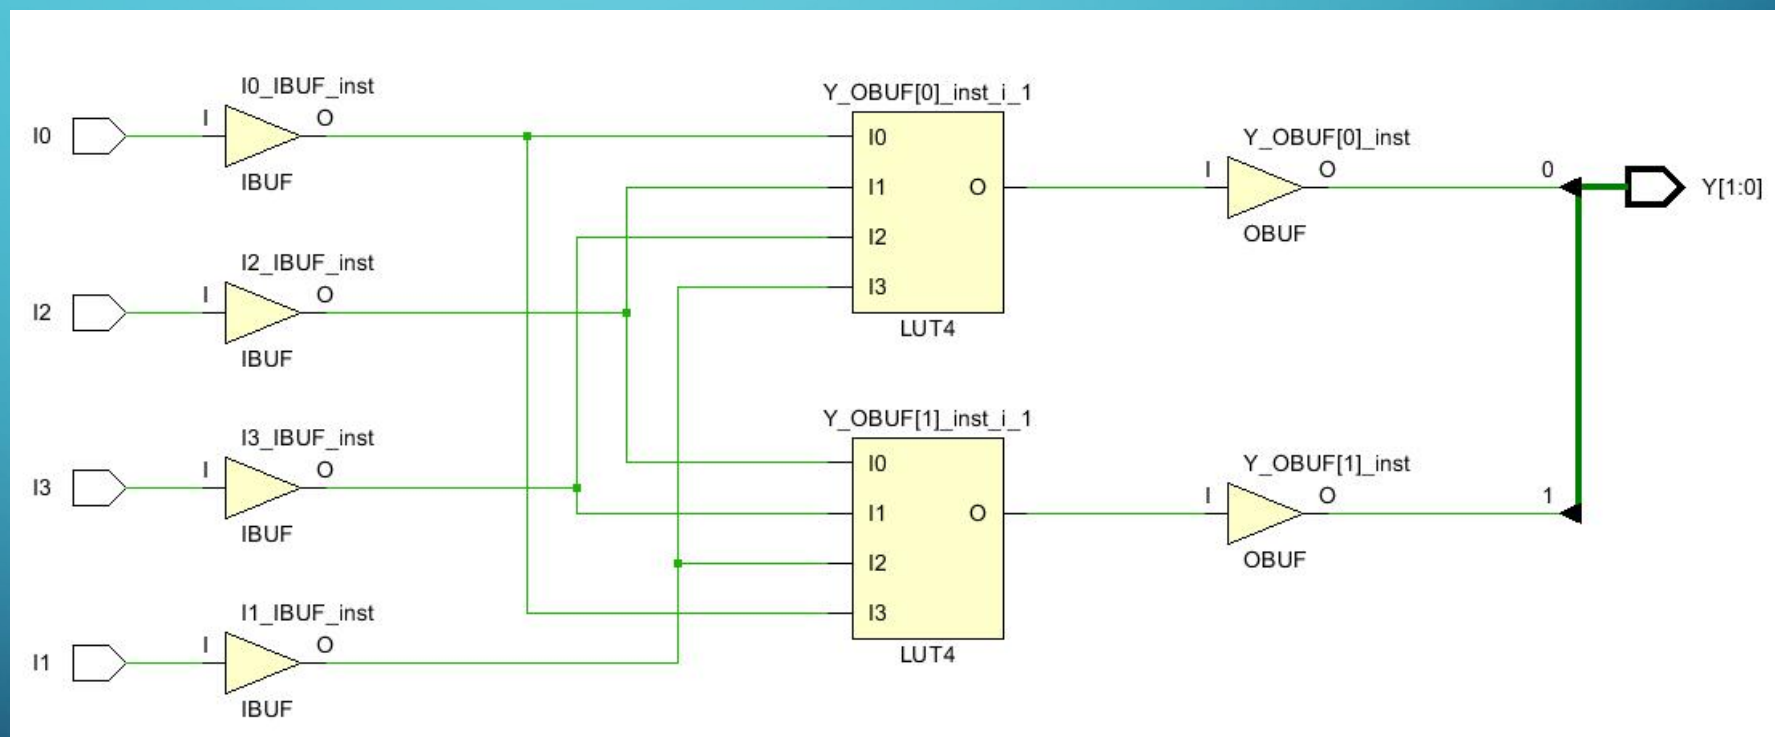 I0_IBUF_inst
I0
I
O
IBUF
I2_IBUF_inst
I2
I
O
IBUF
I3_IBUF_inst
I3
I
O
IBUF
I1_IBUF_inst
I1
I
O
IBUF
Y_OBUF[0]_inst_i_1
I0
I1
O
I2
I3
LUT4
Y_OBUF[1]_inst_i_1
I0
I1
O
I2
I3
LUT4
Y_OBUF[0]_inst
I
O
OBUF
0
Y[1:0]
Y_OBUF[1]_inst
I
O
OBUF
1